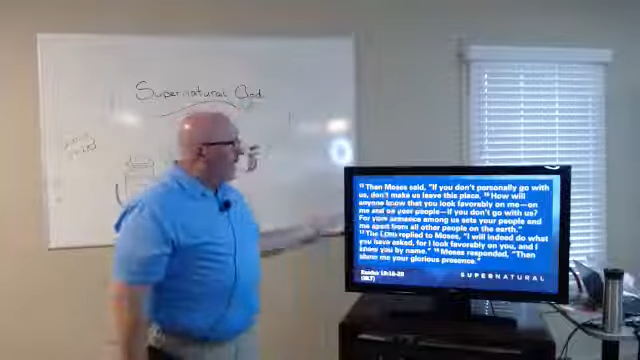 Supernatural God
¹⁵ Then Moses said, "If you don't personally go with
us, don't make us leave this place. ¹⁶ How will
anyone know that you look favorably on me—on
me and on your people—if you don't go with us?
For your presence among us sets your people and
me apart from all other people on the earth."
¹⁷ The LORD replied to Moses, "I will indeed do what
you have asked, for I look favorably on you, and I
know you by name." ¹⁸ Moses responded, "Then
show me your glorious presence."
(NLT)
SUPERNATURAL